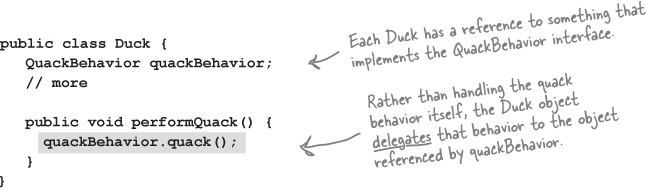 public class Duck {
QuackBehavior quackBehavior;
// more
public void performQuack() {
quackBehavior.quack();
}
}
Each Duck has a reference to something that
implements the QuackBehavior interface.
Rather than handling the quack
behavior itself, the Duck object
delegates that behavior to the object
referenced by quackBehavior.